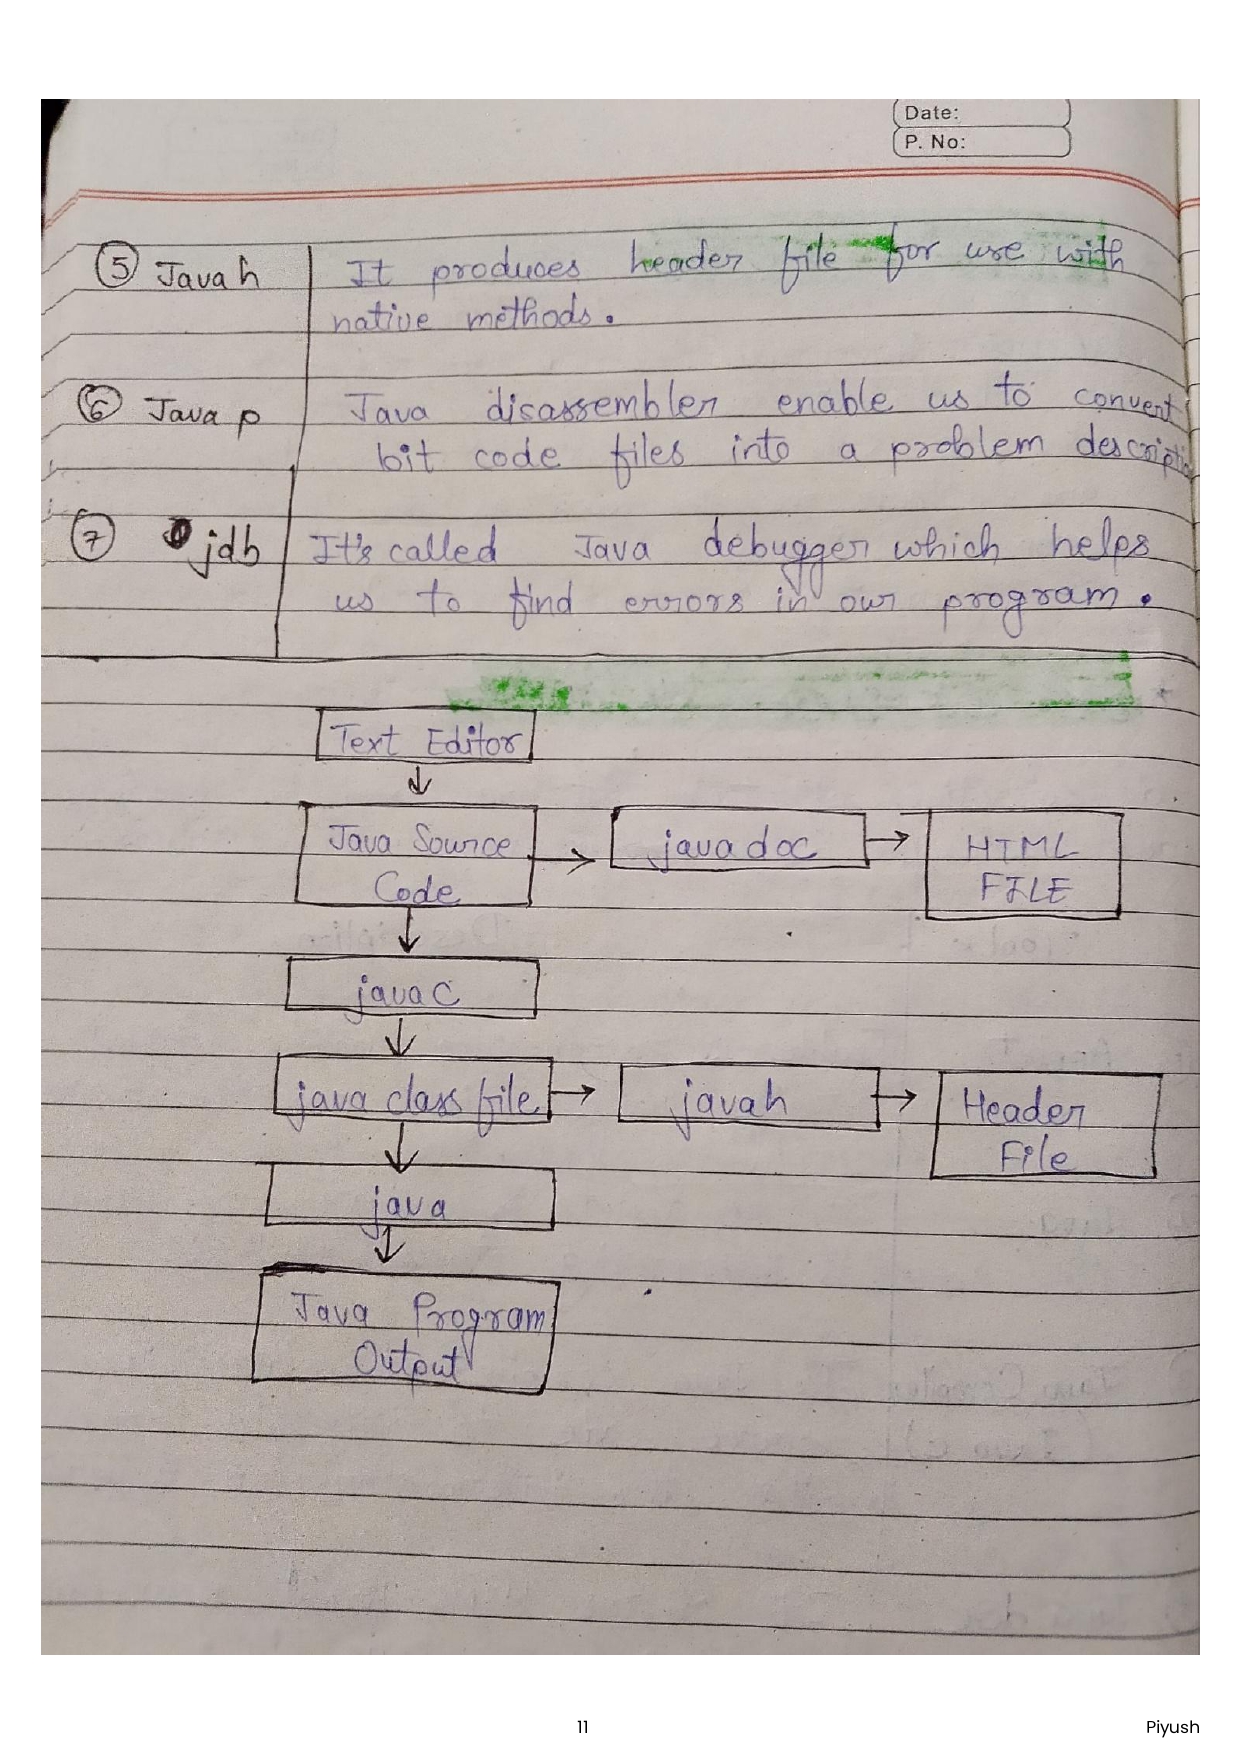 Date:
P. No:
⑤ Java h It produces header file for use with
native methods.
⑥ Java p Java disassembler enable us to convert
bit code files into a problem descripti
⑦ jdb It's called Java debugger which helps
us to find errors in our program.
Text Editor
Java Source
Code
javadoc
HTML
FILE
javac
java class file
javah
Header
File
java
Java Program
Output
11
Piyush